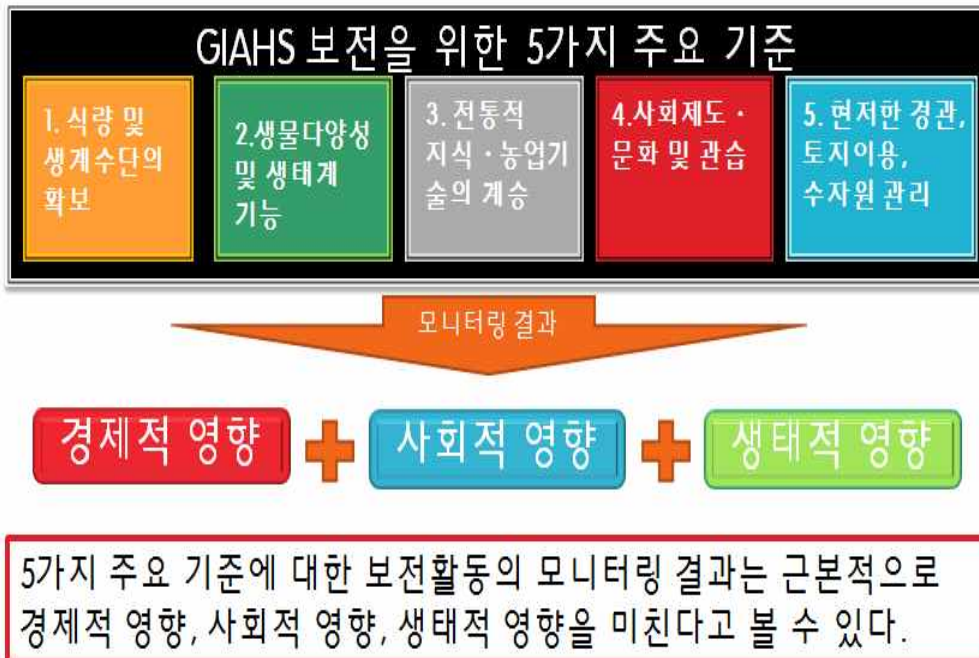 GIAHS 보전을 위한 5가지 주요 기준
1. 식량 및
생계수단의
확보
2.생물다양성
및 생태계
기능
3. 전통적
지식・농업기
술의 계승
4.사회제도・
문화 및 관습
5. 현저한 경관,
토지이용,
수자원 관리
모니터링 결과
경제적 영향
사회적 영향
생태적 영향
5가지 주요 기준에 대한 보전활동의 모니터링 결과는 근본적으로
경제적 영향, 사회적 영향, 생태적 영향을 미친다고 볼 수 있다.